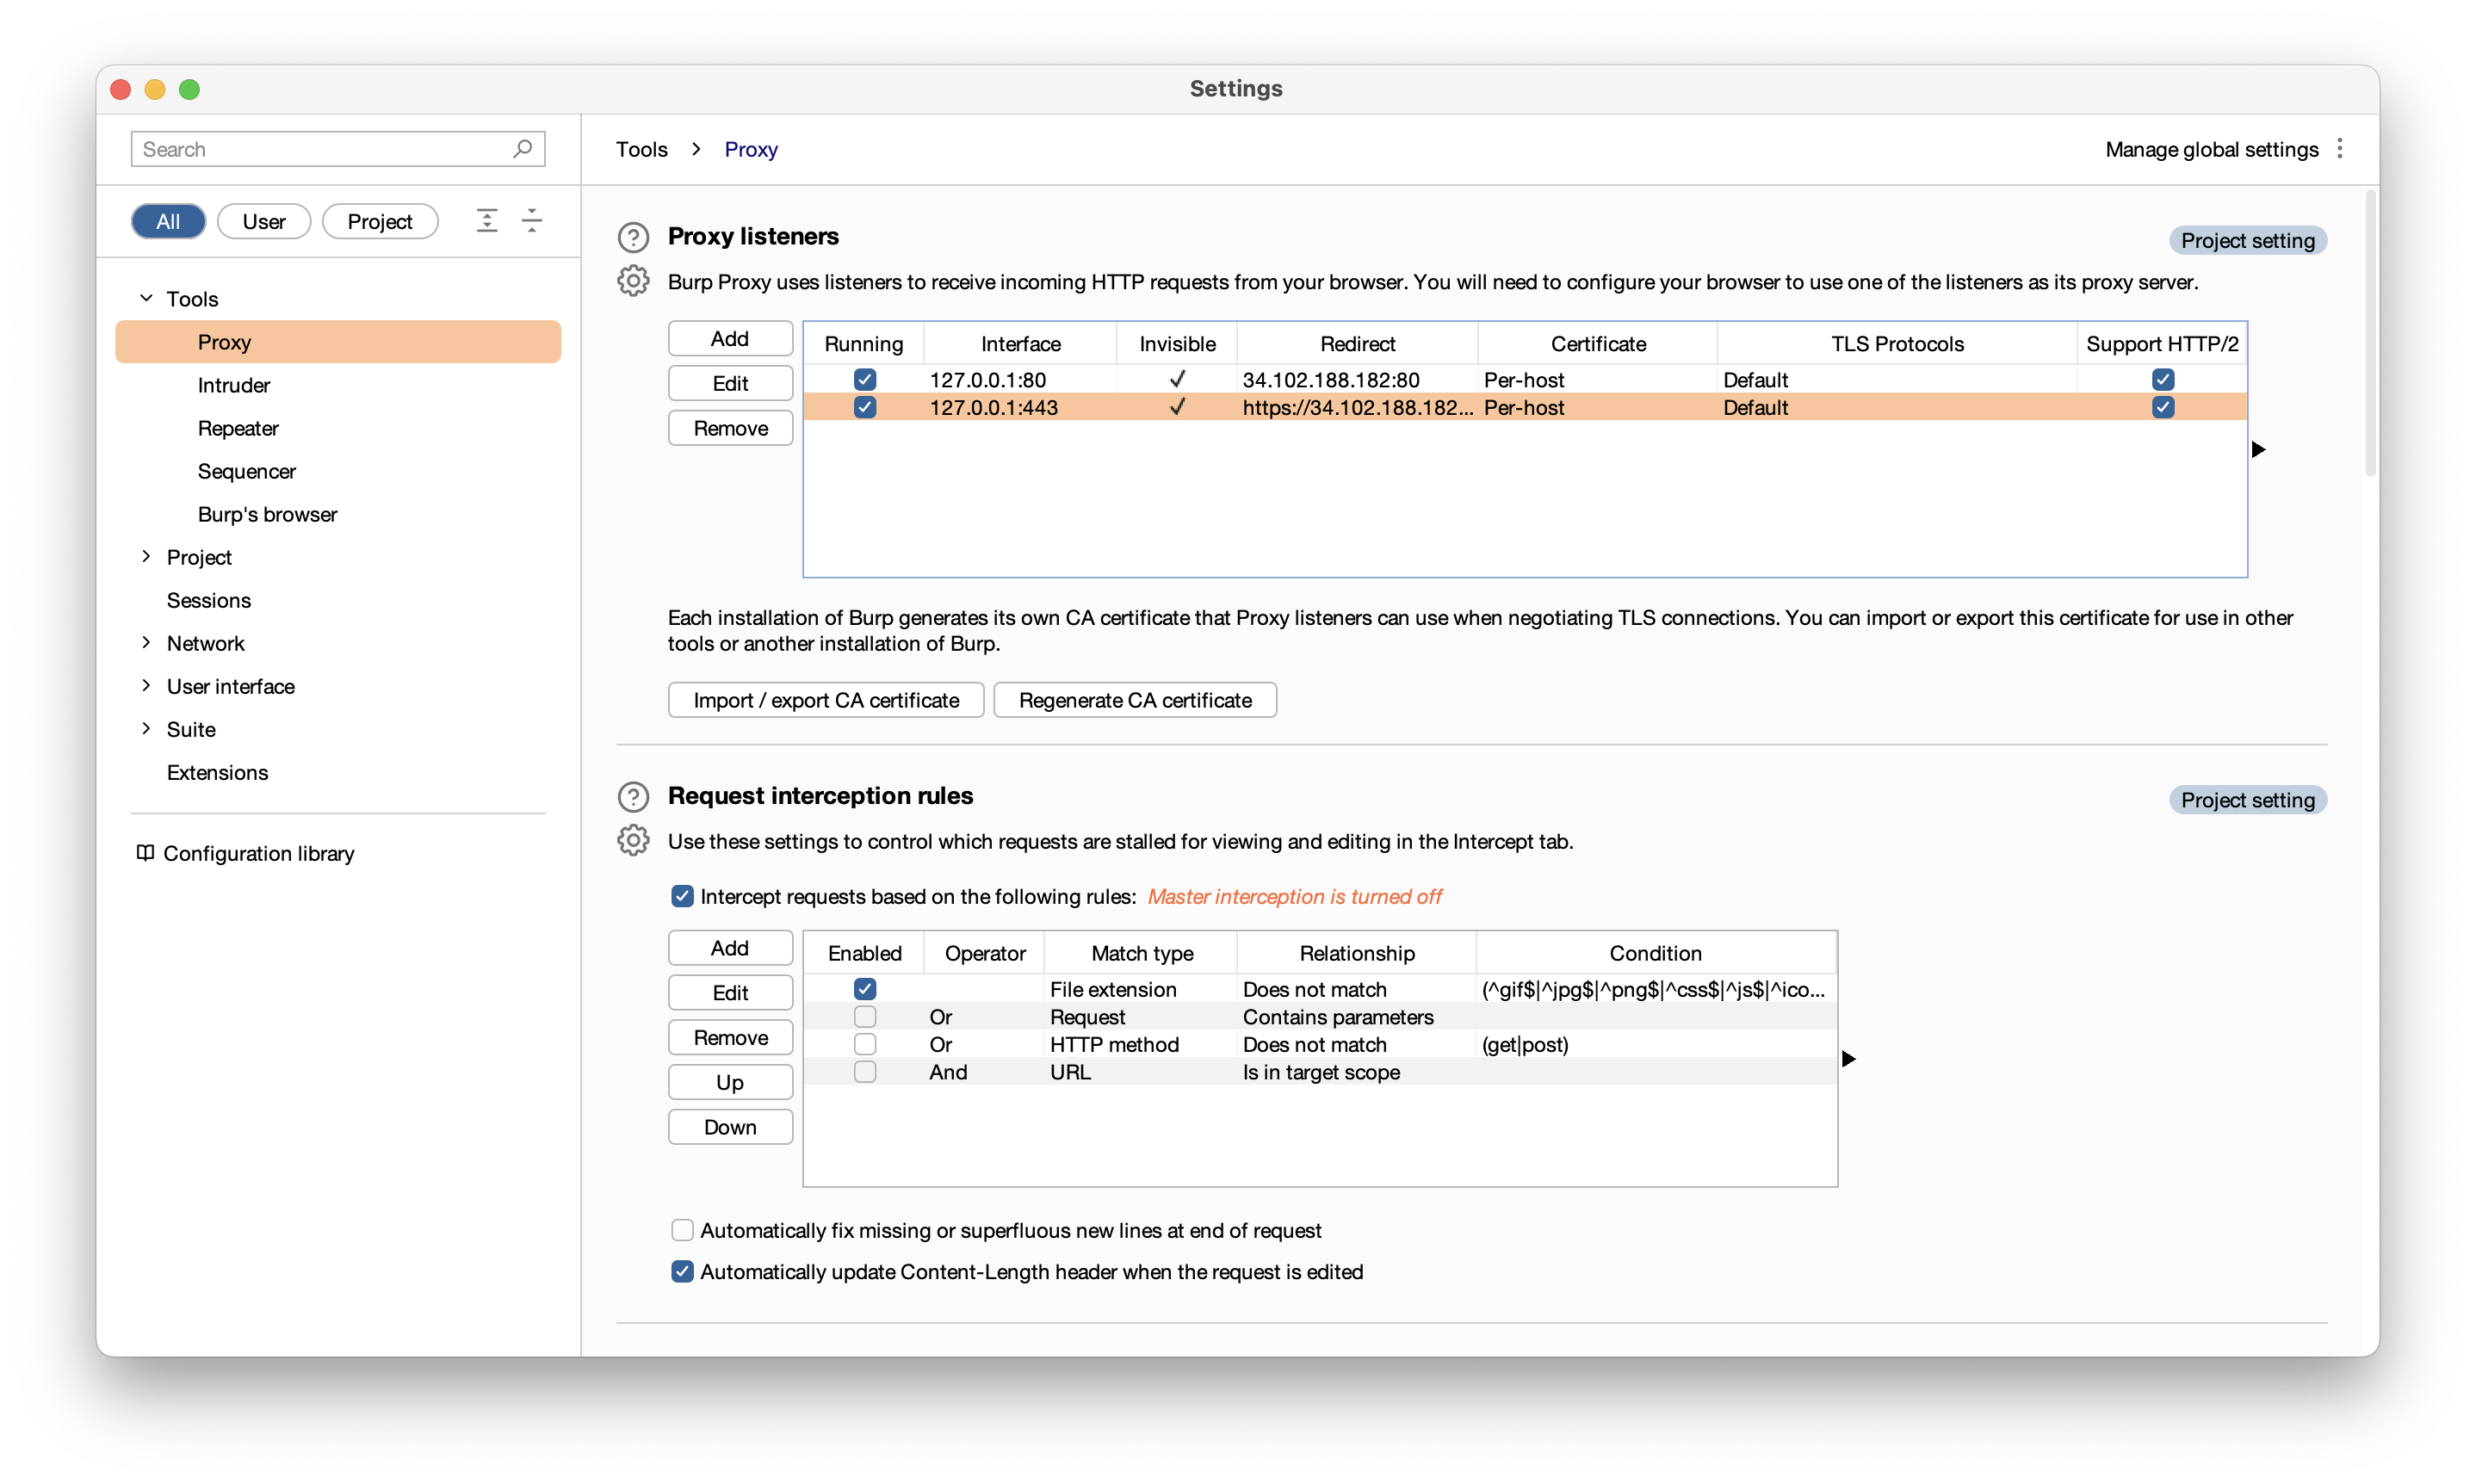 Settings
Search
Tools > Proxy
Manage global settings
All
User
Project
Tools
Proxy
Intruder
Repeater
Sequencer
Burp's browser
Project
Sessions
Network
User interface
Suite
Extensions
Configuration library
Proxy listeners
Project setting
Burp Proxy uses listeners to receive incoming HTTP requests from your browser. You will need to configure your browser to use one of the listeners as its proxy server.
Add
Edit
Remove
Running Interface Invisible Redirect Certificate TLS Protocols Support HTTP/2
127.0.0.1:80 34.102.188.182:80 Per-host Default
127.0.0.1:443 https://34.102.188.182... Per-host Default
Each installation of Burp generates its own CA certificate that Proxy listeners can use when negotiating TLS connections. You can import or export this certificate for use in other
tools or another installation of Burp.
Import / export CA certificate
Regenerate CA certificate
Request interception rules
Project setting
Use these settings to control which requests are stalled for viewing and editing in the Intercept tab.
Intercept requests based on the following rules: Master interception is turned off
Add
Edit
Remove
Up
Down
Enabled Operator Match type Relationship Condition
File extension Does not match (^gif$|^jpg$|^png$|^css$|^js$|^ico...
Or Request Contains parameters
Or HTTP method Does not match (get|post)
And URL Is in target scope
Automatically fix missing or superfluous new lines at end of request
Automatically update Content-Length header when the request is edited